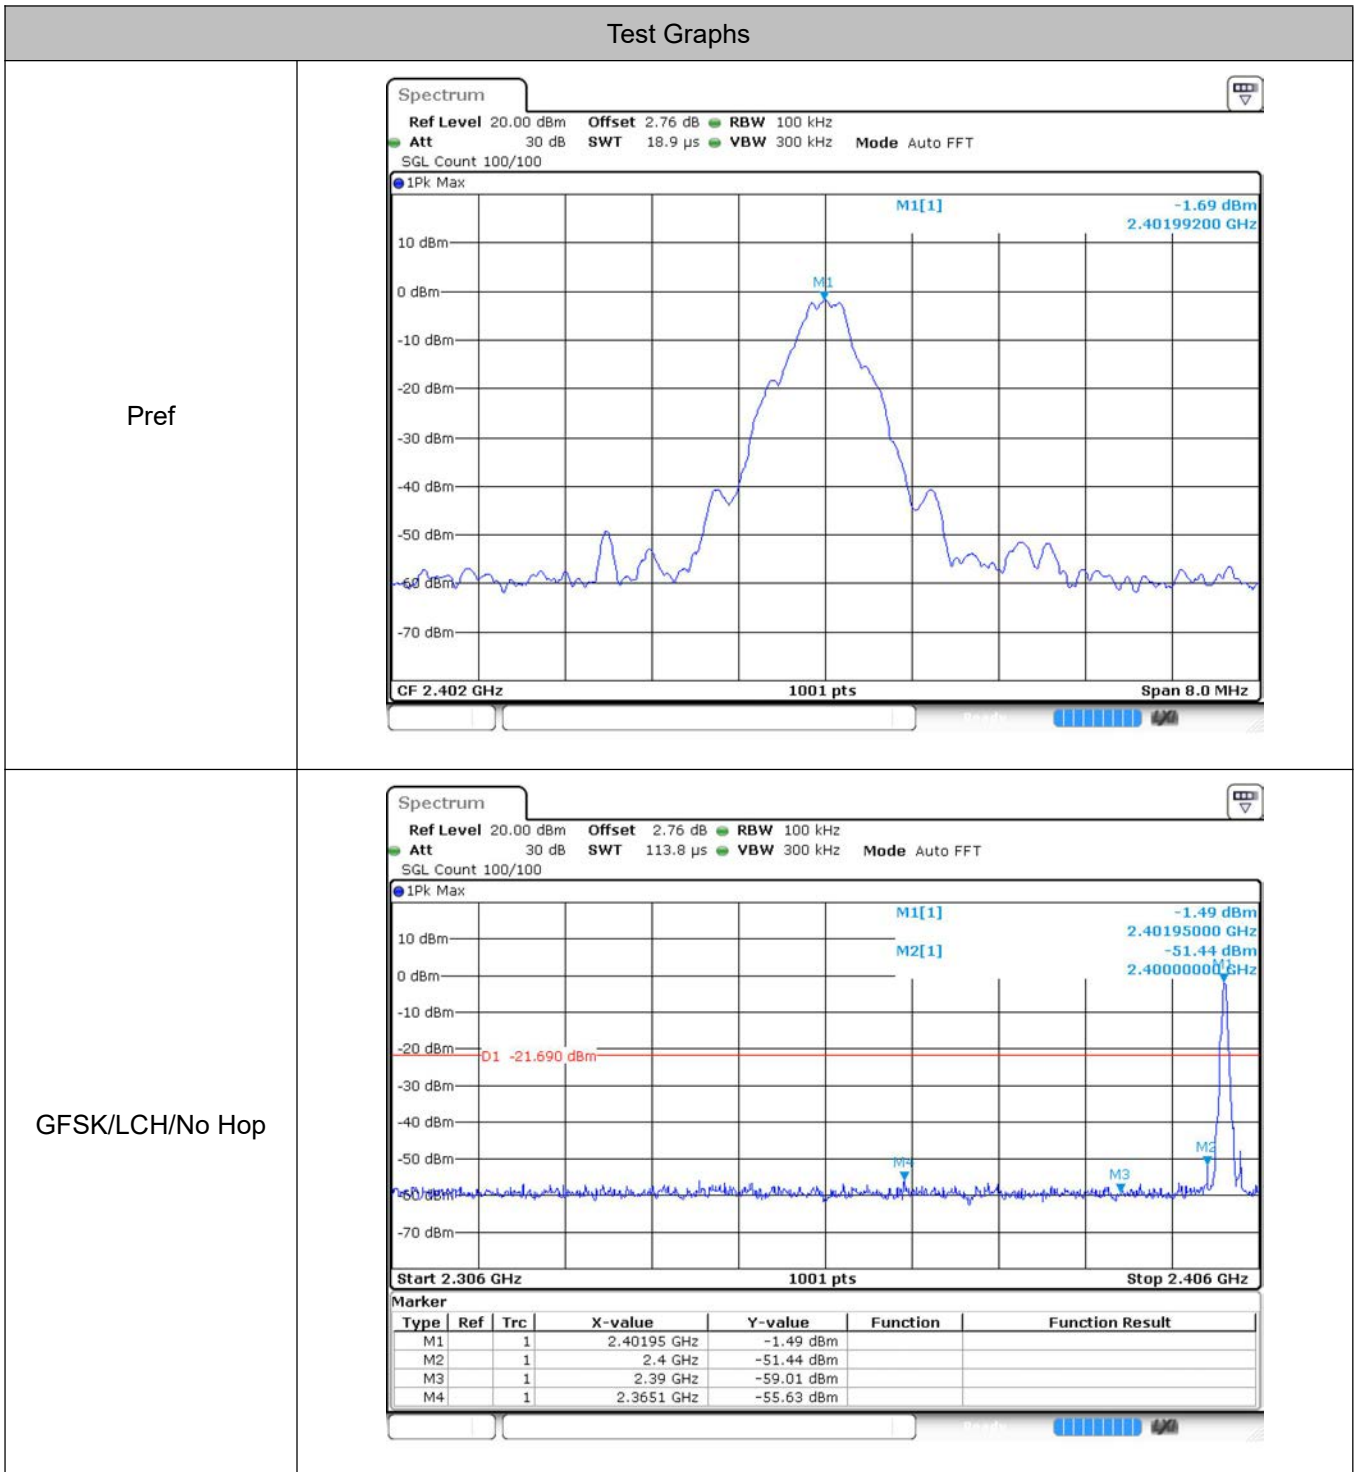 Test Graphs
Pref
Spectrum
Ref Level 20.00 dBm Offset 2.76 dB RBW 100 kHz
Att 30 dB SWT 18.9 µs VBW 300 kHz Mode Auto FFT
SGL Count 100/100
1Pk Max
M1[1] -1.69 dBm
2.40199200 GHz
10 dBm
M1
0 dBm
-10 dBm
-20 dBm
-30 dBm
-40 dBm
-50 dBm
-60 dBm
-70 dBm
CF 2.402 GHz 1001 pts Span 8.0 MHz
GFSK/LCH/No Hop
Spectrum
Ref Level 20.00 dBm Offset 2.76 dB RBW 100 kHz
Att 30 dB SWT 113.8 µs VBW 300 kHz Mode Auto FFT
SGL Count 100/100
1Pk Max
M1[1] -1.49 dBm
2.40195000 GHz
10 dBm
M2[1] -51.44 dBm
2.40000000 GHz
M1
0 dBm
-10 dBm
-20 dBm
D1 -21.690 dBm
-30 dBm
-40 dBm
M2
-50 dBm
M4
M3
-60 dBm
-70 dBm
Start 2.306 GHz 1001 pts Stop 2.406 GHz
Marker
Type Ref Trc X-value Y-value Function Function Result
M1 1 2.40195 GHz -1.49 dBm
M2 1 2.4 GHz -51.44 dBm
M3 1 2.39 GHz -59.01 dBm
M4 1 2.3651 GHz -55.63 dBm